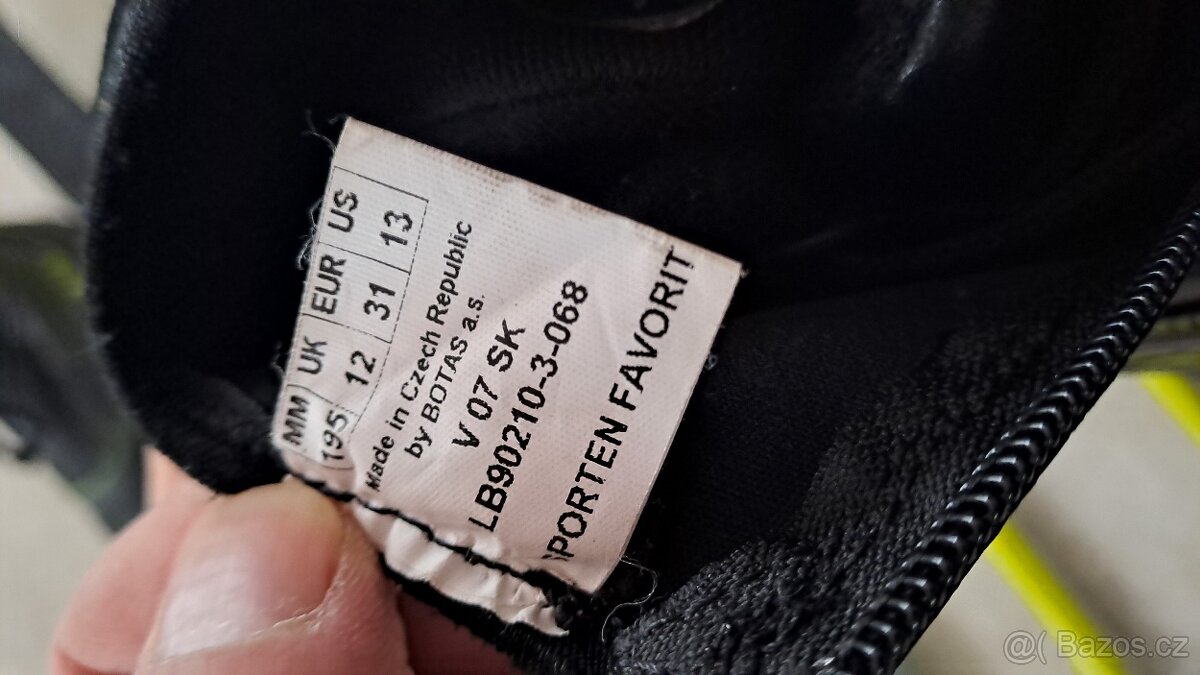 MM UK EUR US
195 12 31 13
Made in Czech Republic
by BOTAS a.s.
V 07 SK
LB90210-3-068
SPORTEN FAVORIT
@( Bazos.cz